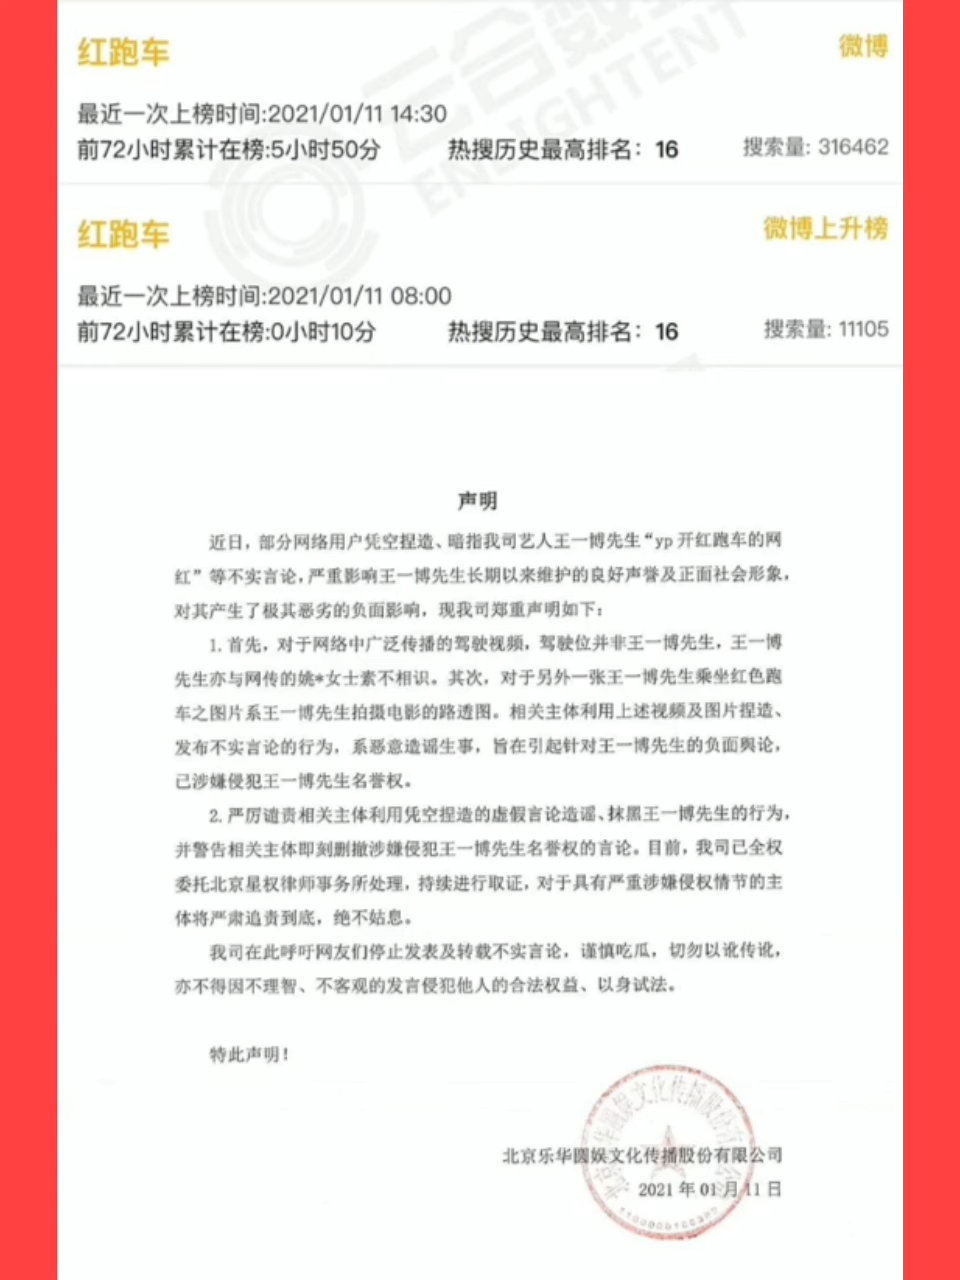 红跑车
微博
最近一次上榜时间:2021/01/11 14:30
前72小时累计在榜:5小时50分 热搜历史最高排名：16 搜索量: 316462
红跑车
微博上升榜
最近一次上榜时间:2021/01/11 08:00
前72小时累计在榜:0小时10分 热搜历史最高排名：16 搜索量: 11105
云合数据
ENLIGHTENT
声明
近日，部分网络用户凭空捏造、暗指我司艺人王一博先生“yp 开红跑车的网
红”等不实言论，严重影响王一博先生长期以来维护的良好声誉及正面社会形象，
对其产生了极其恶劣的负面影响，现我司郑重声明如下：
1.首先，对于网络中广泛传播的驾驶视频，驾驶位并非王一博先生，王一博
先生亦与网传的姚*女士素不相识。其次，对于另外一张王一博先生乘坐红色跑
车之图片系王一博先生拍摄电影的路透图。相关主体利用上述视频及图片捏造、
发布不实言论的行为，系恶意造谣生事，旨在引起针对王一博先生的负面舆论，
已涉嫌侵犯王一博先生名誉权。
2.严厉谴责相关主体利用凭空捏造的虚假言论造谣、抹黑王一博先生的行为，
并警告相关主体即刻删撤涉嫌侵犯王一博先生名誉权的言论。目前，我司已全权
委托北京星权律师事务所处理，持续进行取证，对于具有严重涉嫌侵权情节的主
体将严肃追责到底，绝不姑息。
我司在此呼吁网友们停止发表及转载不实言论，谨慎吃瓜，切勿以讹传讹，
亦不得因不理智、不客观的发言侵犯他人的合法权益、以身试法。
特此声明！
北京乐华圆娱文化传播股份有限公司
2021 年 01 月 11 日